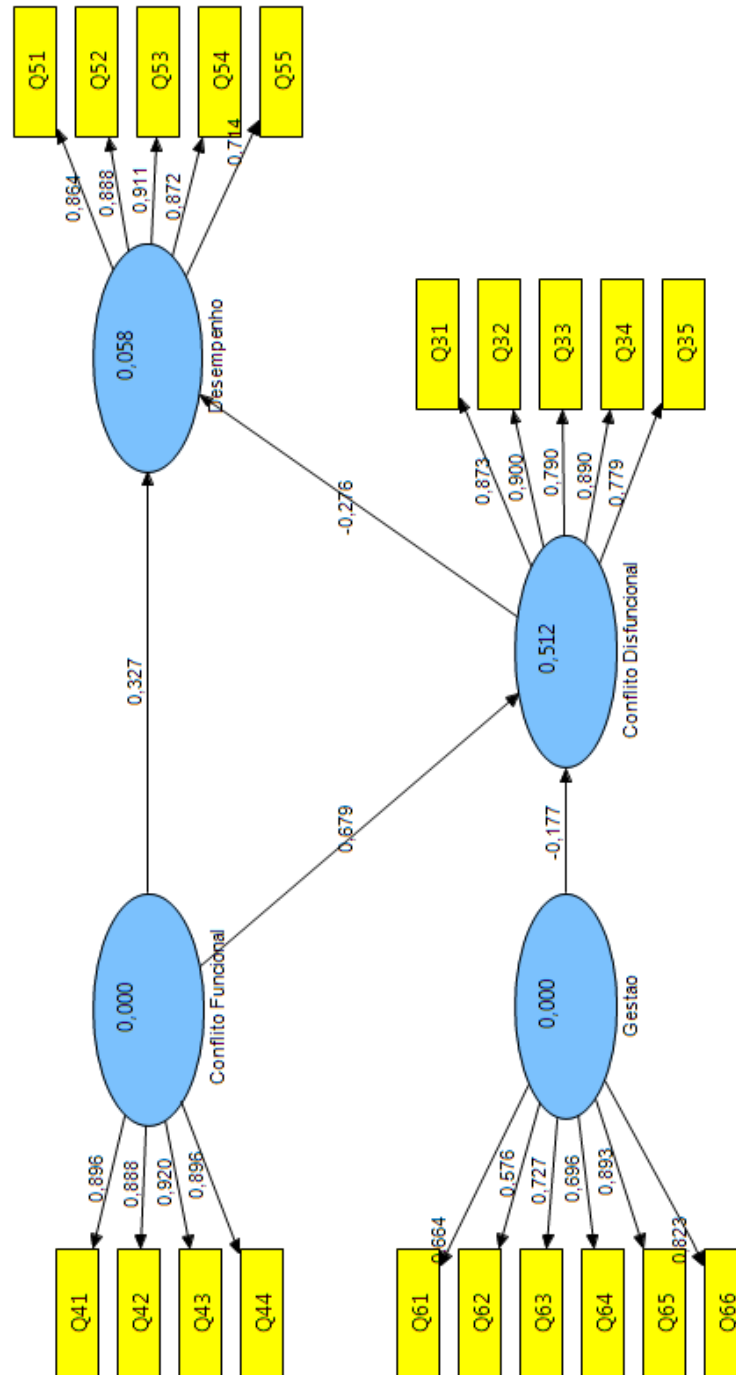 Q51
Q52
Q53
Q54
Q55
0,864
0,888
0,911
0,872
0,714
0,058
Desempenho
Q31
Q32
Q33
Q34
Q35
0,873
0,900
0,790
0,890
0,779
0,512
Conflito Disfuncional
-0,276
0,327
0,679
-0,177
0,000
Conflito Funcional
0,896
0,888
0,920
0,896
Q41
Q42
Q43
Q44
0,000
Gestao
0,664
0,576
0,727
0,696
0,893
0,823
Q61
Q62
Q63
Q64
Q65
Q66